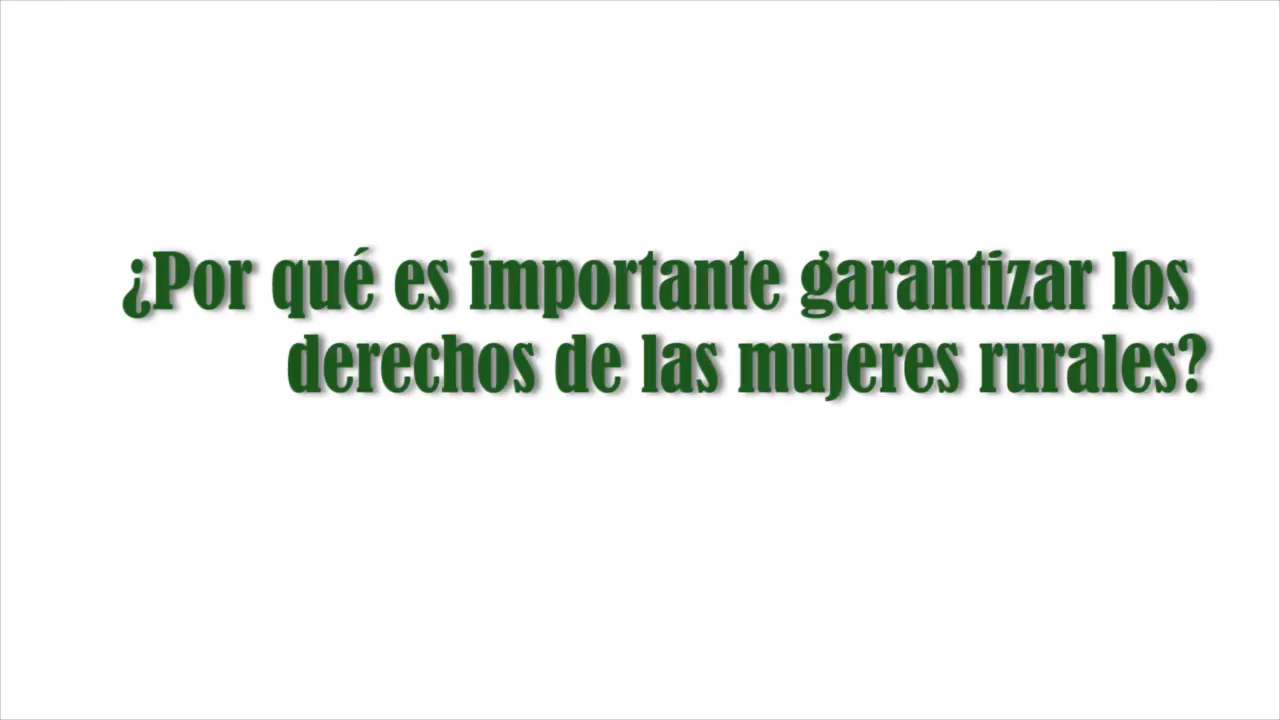 ¿Por qué es importante garantizar los
derechos de las mujeres rurales?